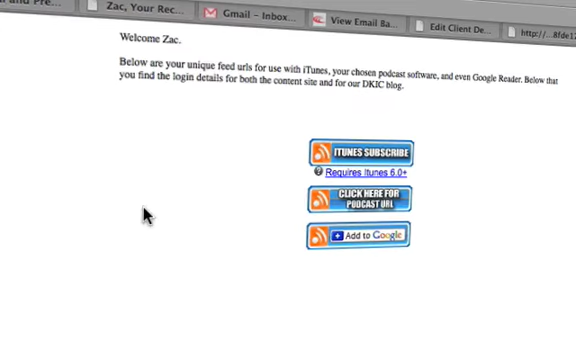 Zac, Your Rec...
Gmail – Inbox...
View Email Ba...
Edit Client De...
Welcome Zac.
Below are your unique feed urls for use with iTunes, your chosen podcast software, and even Google Reader. Below that
you find the login details for both the content site and for our DKIC blog.
ITUNES SUBSCRIBE
Requires Itunes 6.0+
CLICK HERE FOR
PODCAST URL
Add to Google